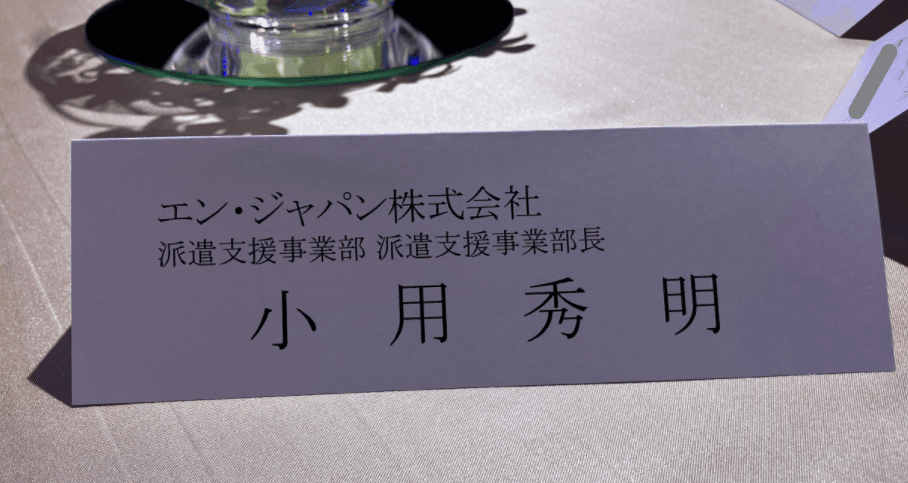 エン・ジャパン株式会社
派遣支援事業部 派遣支援事業部長
小 用 秀 明